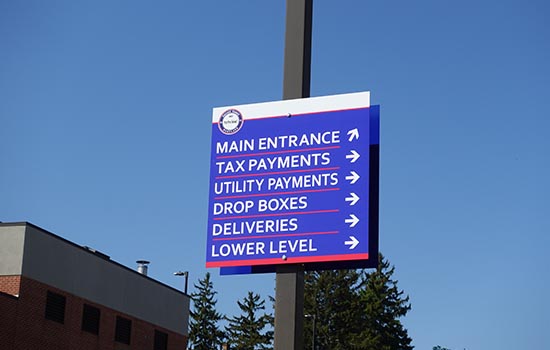 MAIN ENTRANCE
TAX PAYMENTS
UTILITY PAYMENTS
DROP BOXES
DELIVERIES
LOWER LEVEL